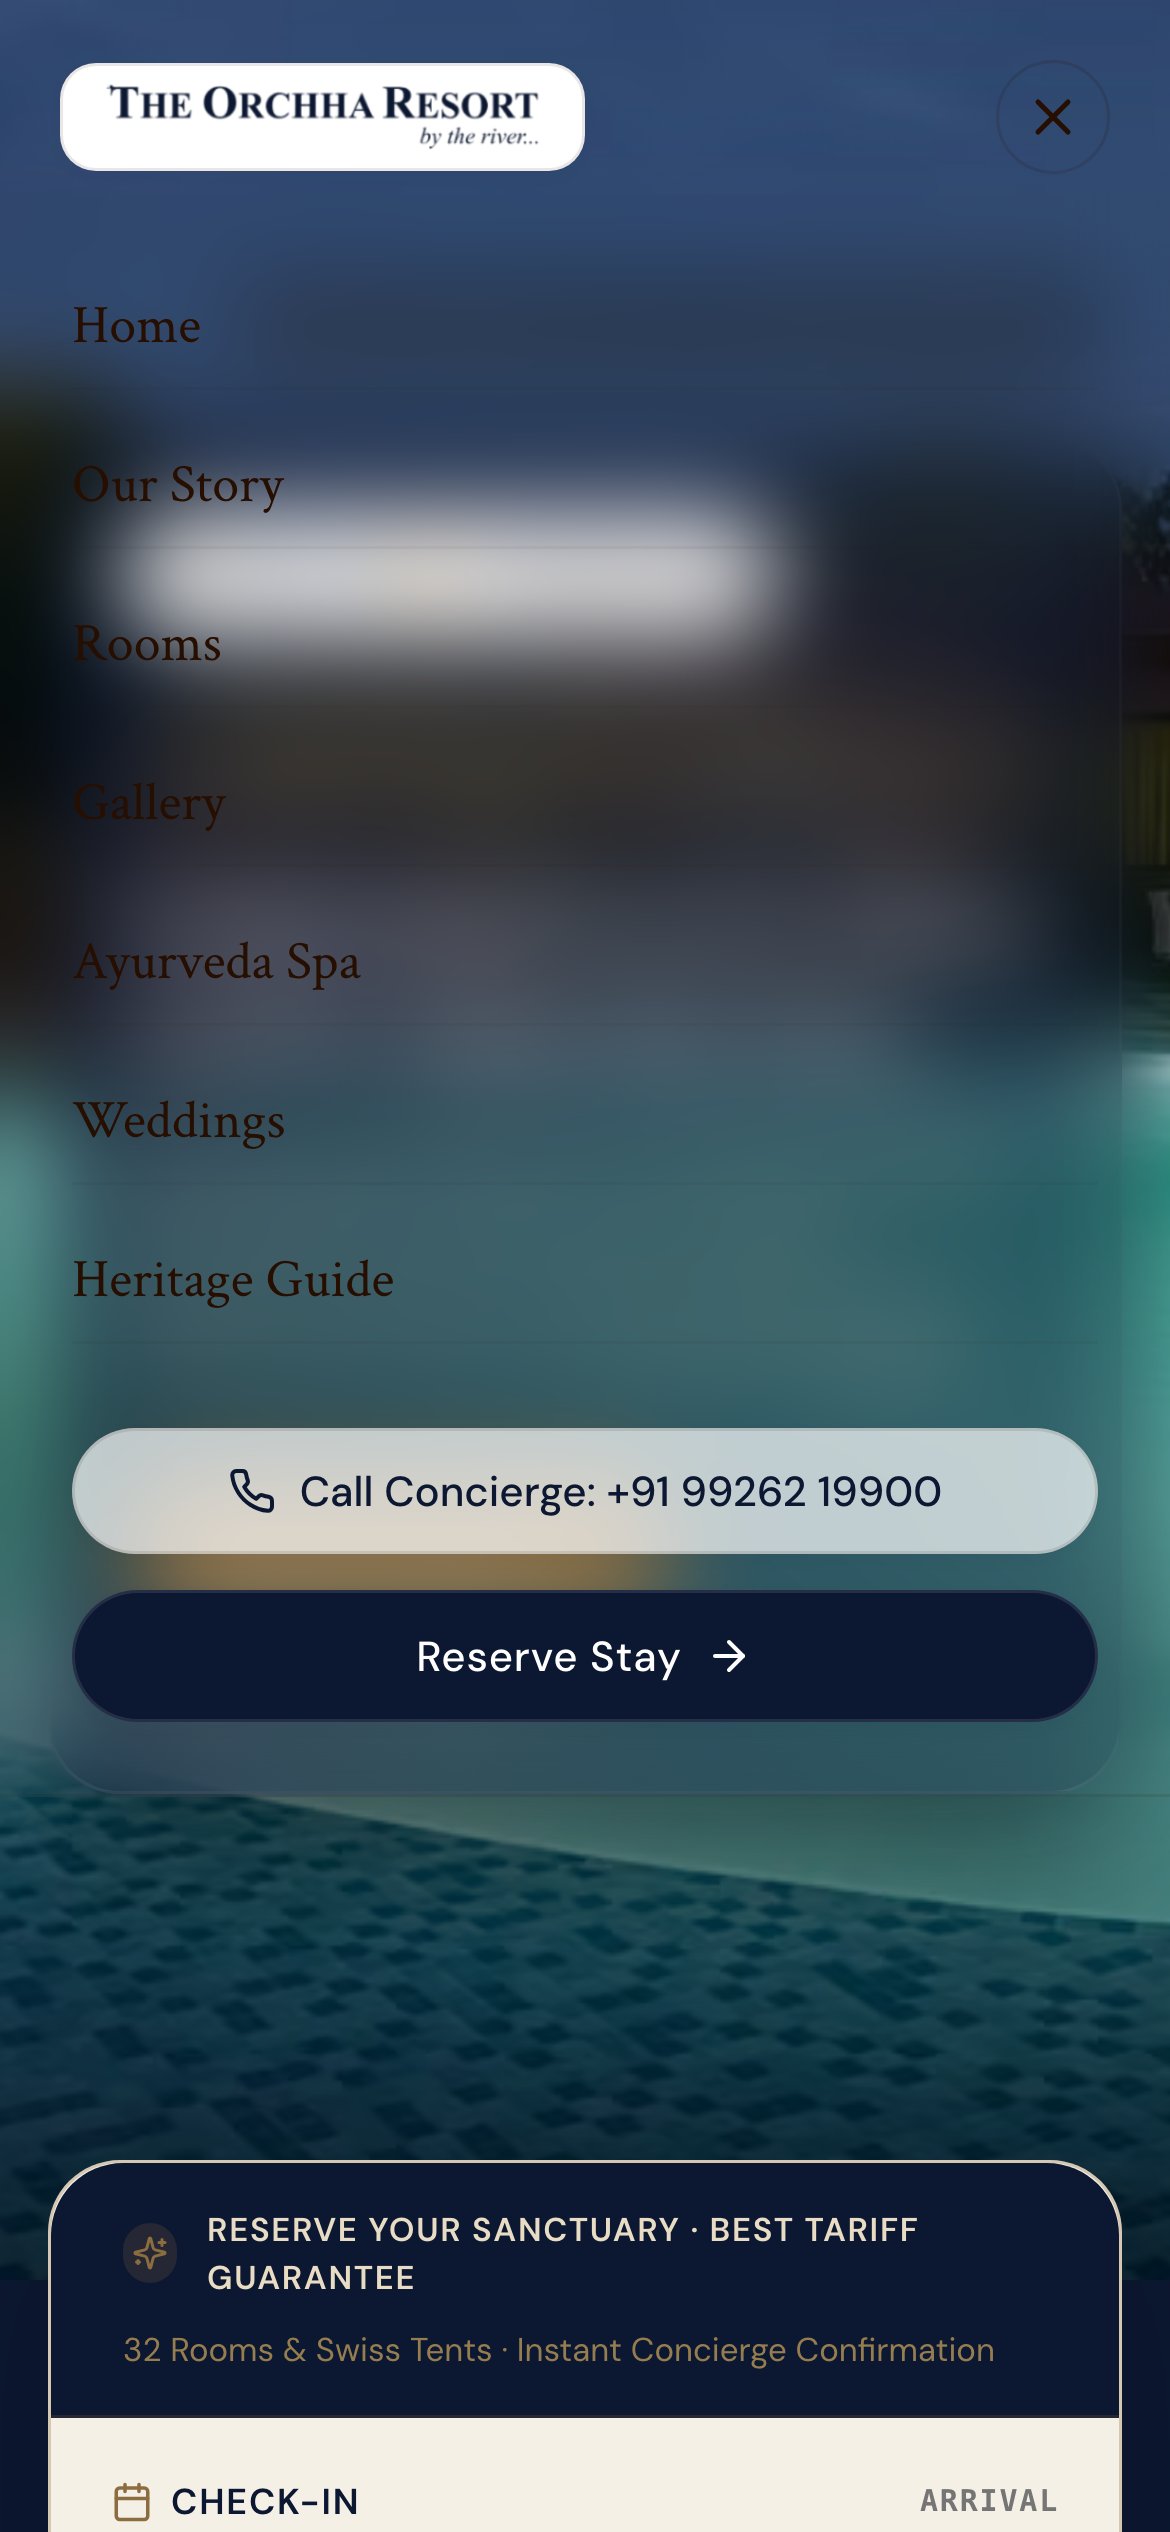 THE ORCHHA RESORT
by the river...
Home
Our Story
Rooms
Gallery
Ayurveda Spa
Weddings
Heritage Guide
Call Concierge: +91 99262 19900
Reserve Stay →
RESERVE YOUR SANCTUARY · BEST TARIFF
GUARANTEE
32 Rooms & Swiss Tents · Instant Concierge Confirmation
CHECK-IN ARRIVAL